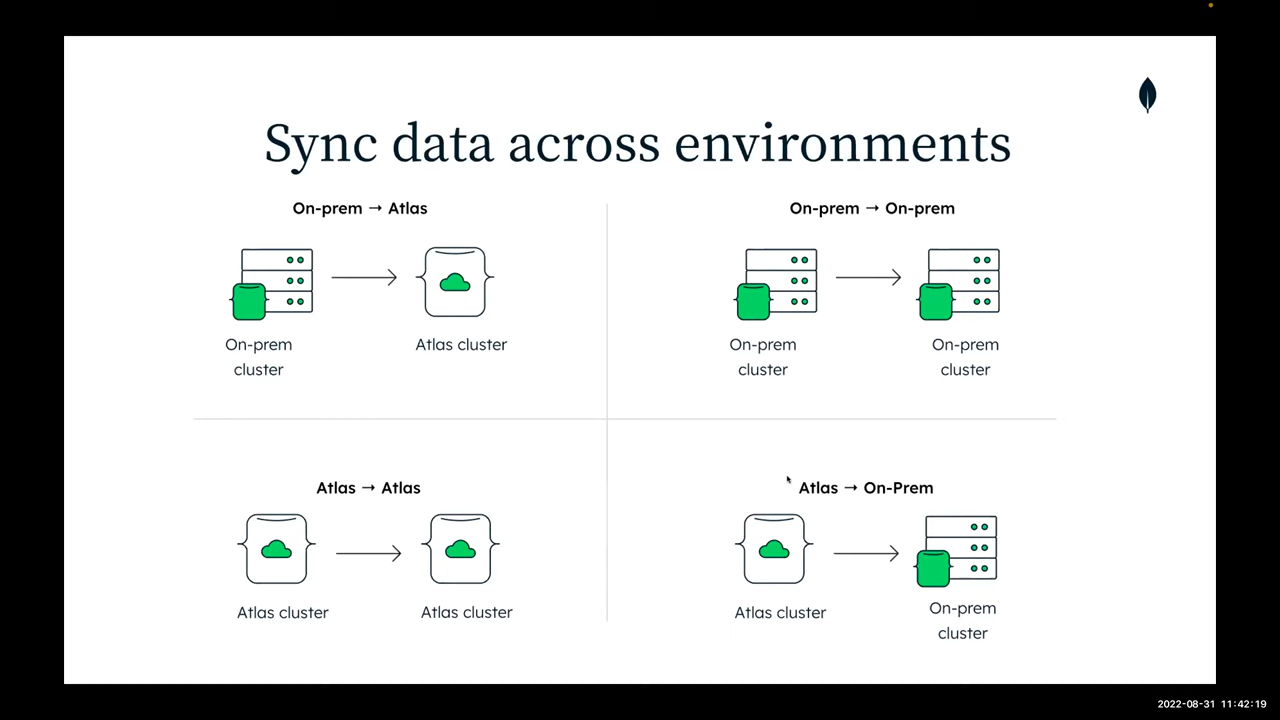 Sync data across environments
On-prem → Atlas
On-prem
cluster
Atlas cluster
On-prem → On-prem
On-prem
cluster
On-prem
cluster
Atlas → Atlas
Atlas cluster
Atlas cluster
Atlas → On-Prem
Atlas cluster
On-prem
cluster
2022-08-31 11:42:19